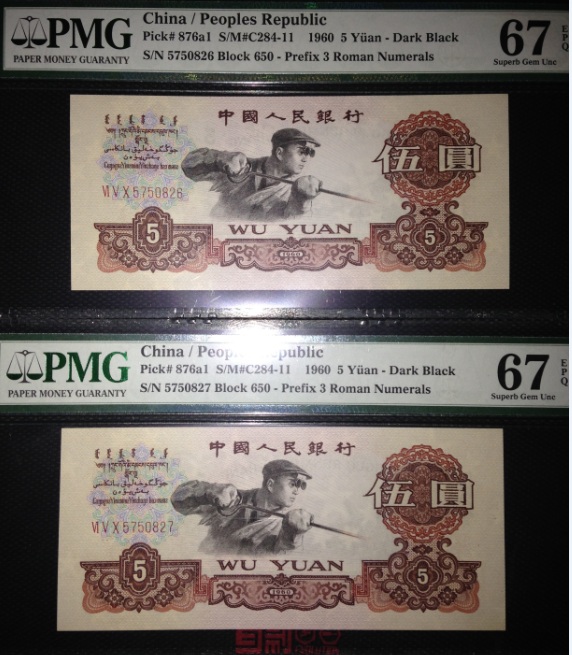 PMG
PAPER MONEY GUARANTY
China / Peoples Republic
Pick# 876a1 S/M#C284-11 1960 5 Yüan - Dark Black
S/N 5750826 Block 650 - Prefix 3 Roman Numerals
67 EPQ
Superb Gem Unc
中國人民銀行
伍圓
VI V X 5750826
5
WU YUAN
1960
5
PMG
PAPER MONEY GUARANTY
China / Peoples Republic
Pick# 876a1 S/M#C284-11 1960 5 Yüan - Dark Black
S/N 5750827 Block 650 - Prefix 3 Roman Numerals
67 EPQ
Superb Gem Unc
中國人民銀行
伍圓
VI V X 5750827
5
WU YUAN
1960
5